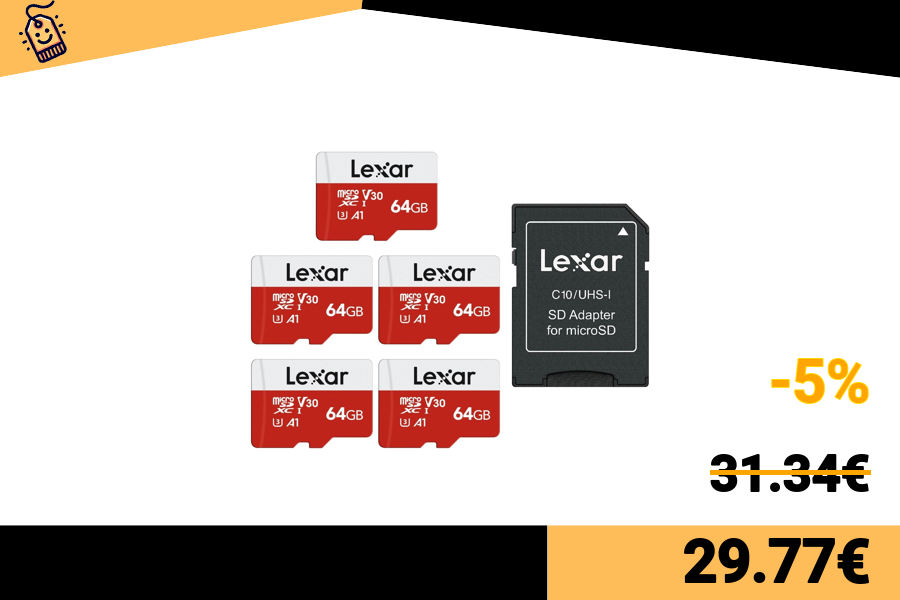 Lexar
micro SD XC I V30
U3 A1 64GB
Lexar
micro SD XC I V30
U3 A1 64GB
Lexar
micro SD XC I V30
U3 A1 64GB
Lexar
micro SD XC I V30
U3 A1 64GB
Lexar
micro SD XC I V30
U3 A1 64GB
Lexar
C10/UHS-I
SD Adapter
for microSD
-5%
31.34€
29.77€